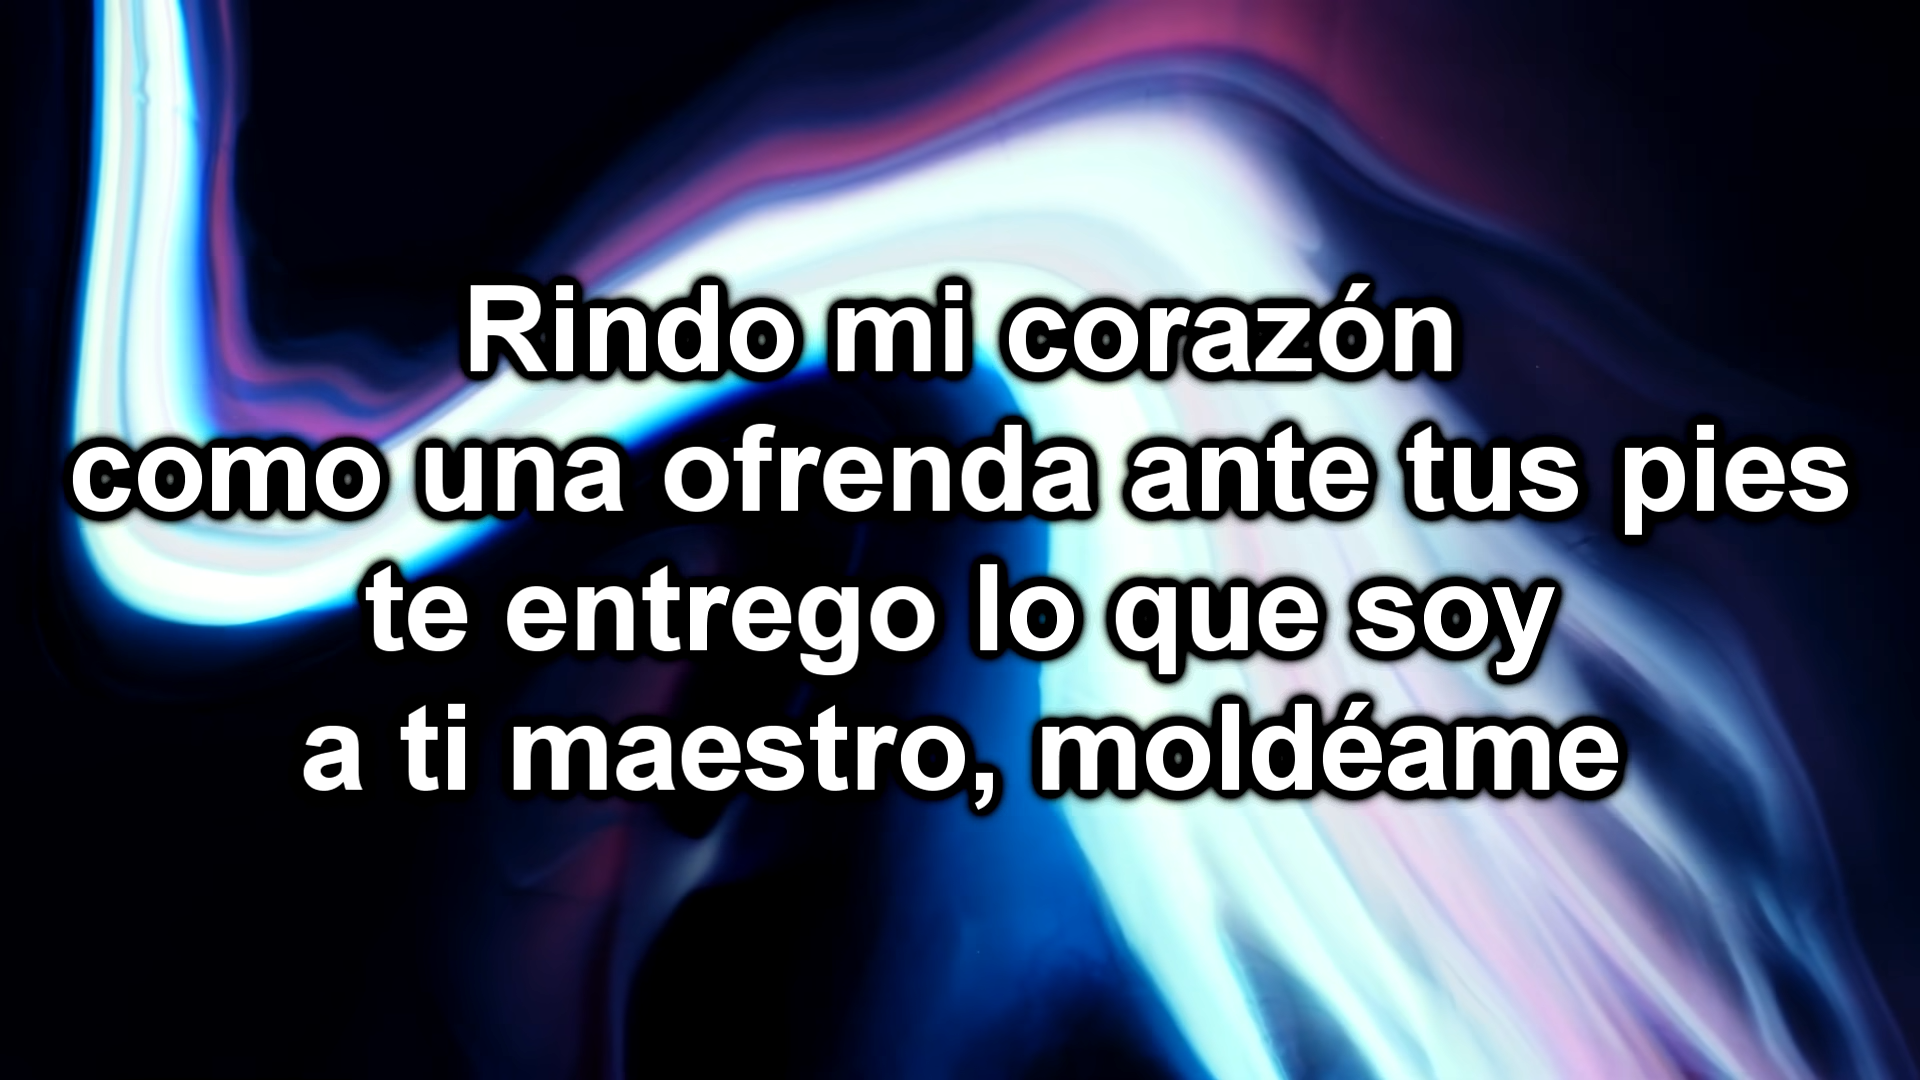 Rindo mi corazón
como una ofrenda ante tus pies
te entrego lo que soy
a ti maestro, moldéame